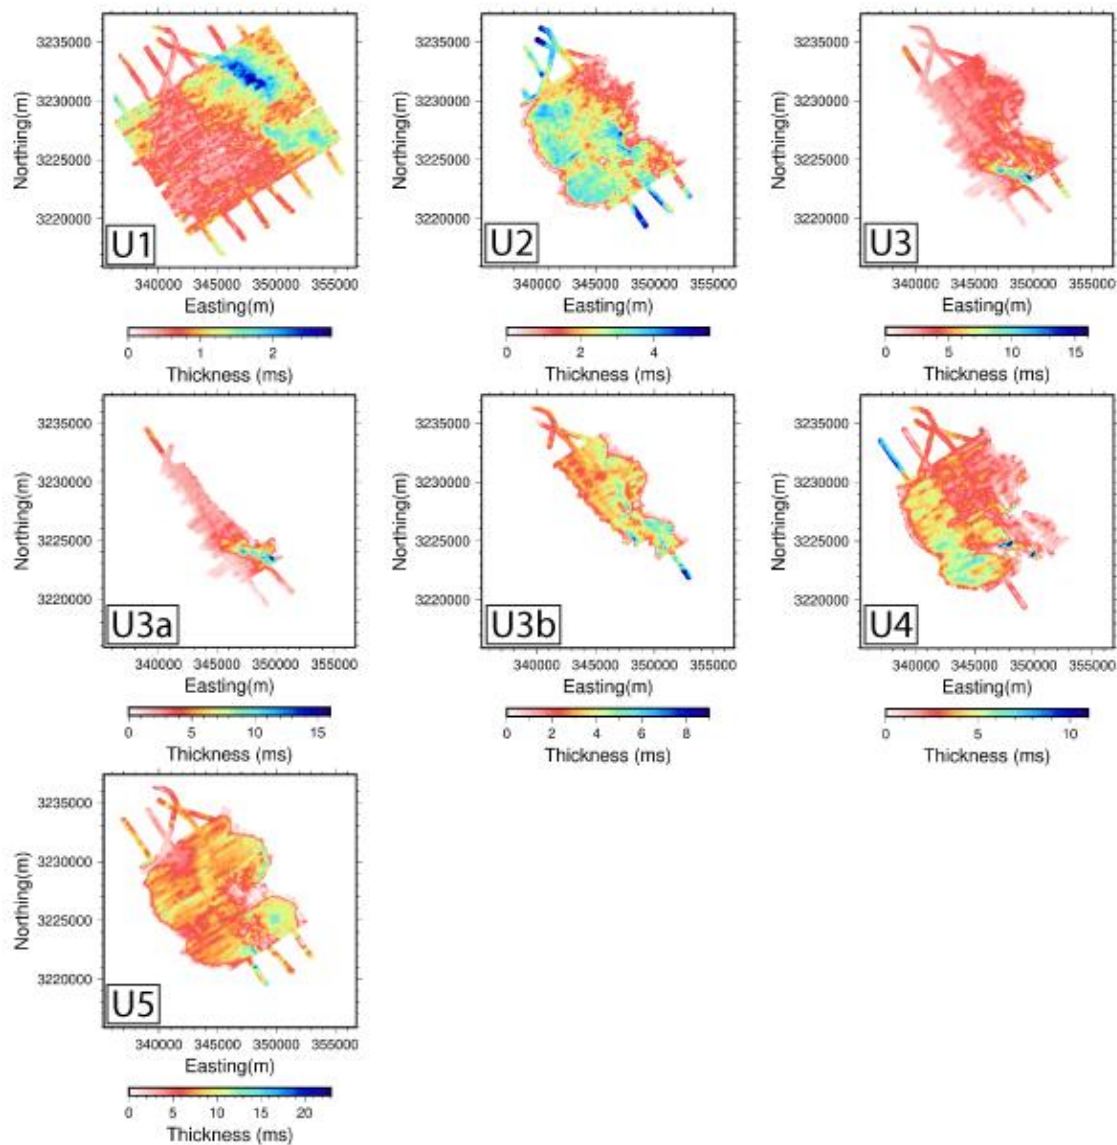 3235000 3235000 3235000
Northing(m) Northing(m) Northing(m)
3230000 3230000 3230000
3225000 3225000 3225000
3220000 3220000 3220000
U1 U2 U3
340000 345000 350000 355000 340000 345000 350000 355000 340000 345000 350000 355000
Easting(m) Easting(m) Easting(m)
0 1 2 0 2 4 0 5 10 15
Thickness (ms) Thickness (ms) Thickness (ms)
3235000 3235000 3235000
Northing(m) Northing(m) Northing(m)
3230000 3230000 3230000
3225000 3225000 3225000
3220000 3220000 3220000
U3a U3b U4
340000 345000 350000 355000 340000 345000 350000 355000 340000 345000 350000 355000
Easting(m) Easting(m) Easting(m)
0 5 10 15 0 2 4 6 8 0 5 10
Thickness (ms) Thickness (ms) Thickness (ms)
3235000
Northing(m)
3230000
3225000
3220000
U5
340000 345000 350000 355000
Easting(m)
0 5 10 15 20
Thickness (ms)